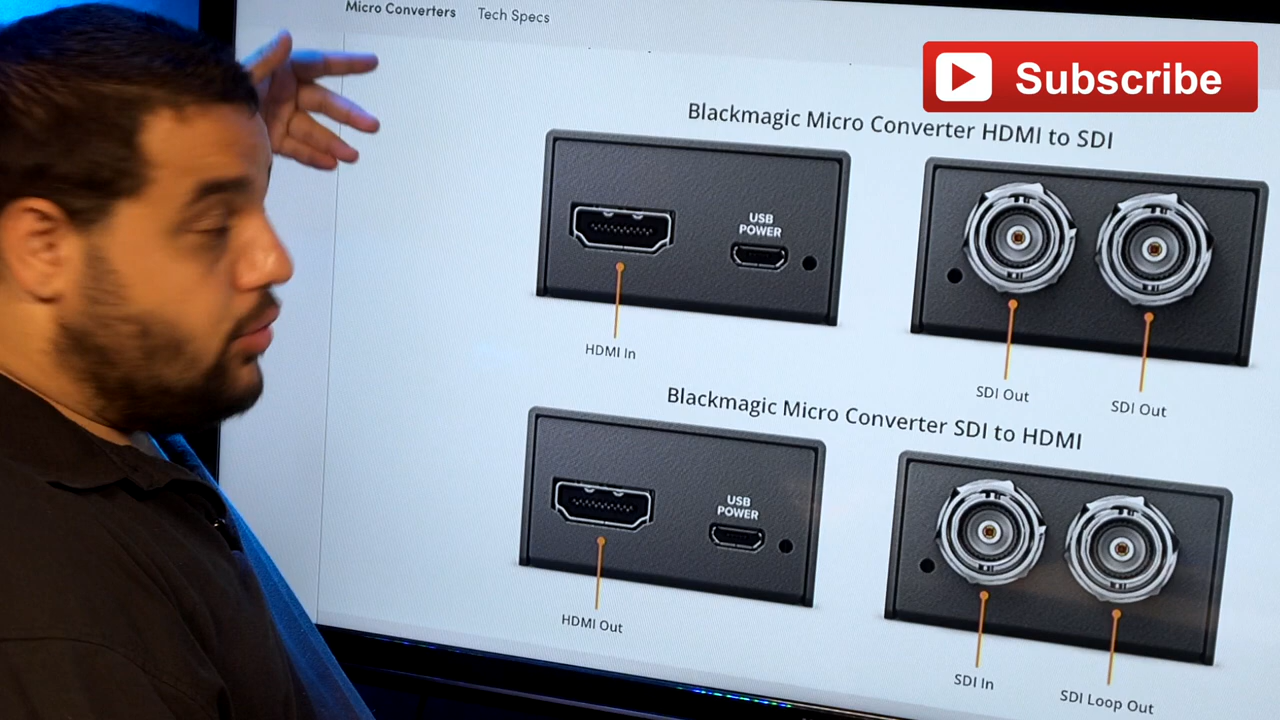 Micro Converters Tech Specs
Subscribe
Blackmagic Micro Converter HDMI to SDI
USB
POWER
HDMI In
SDI Out
SDI Out
Blackmagic Micro Converter SDI to HDMI
USB
POWER
HDMI Out
SDI In
SDI Loop Out